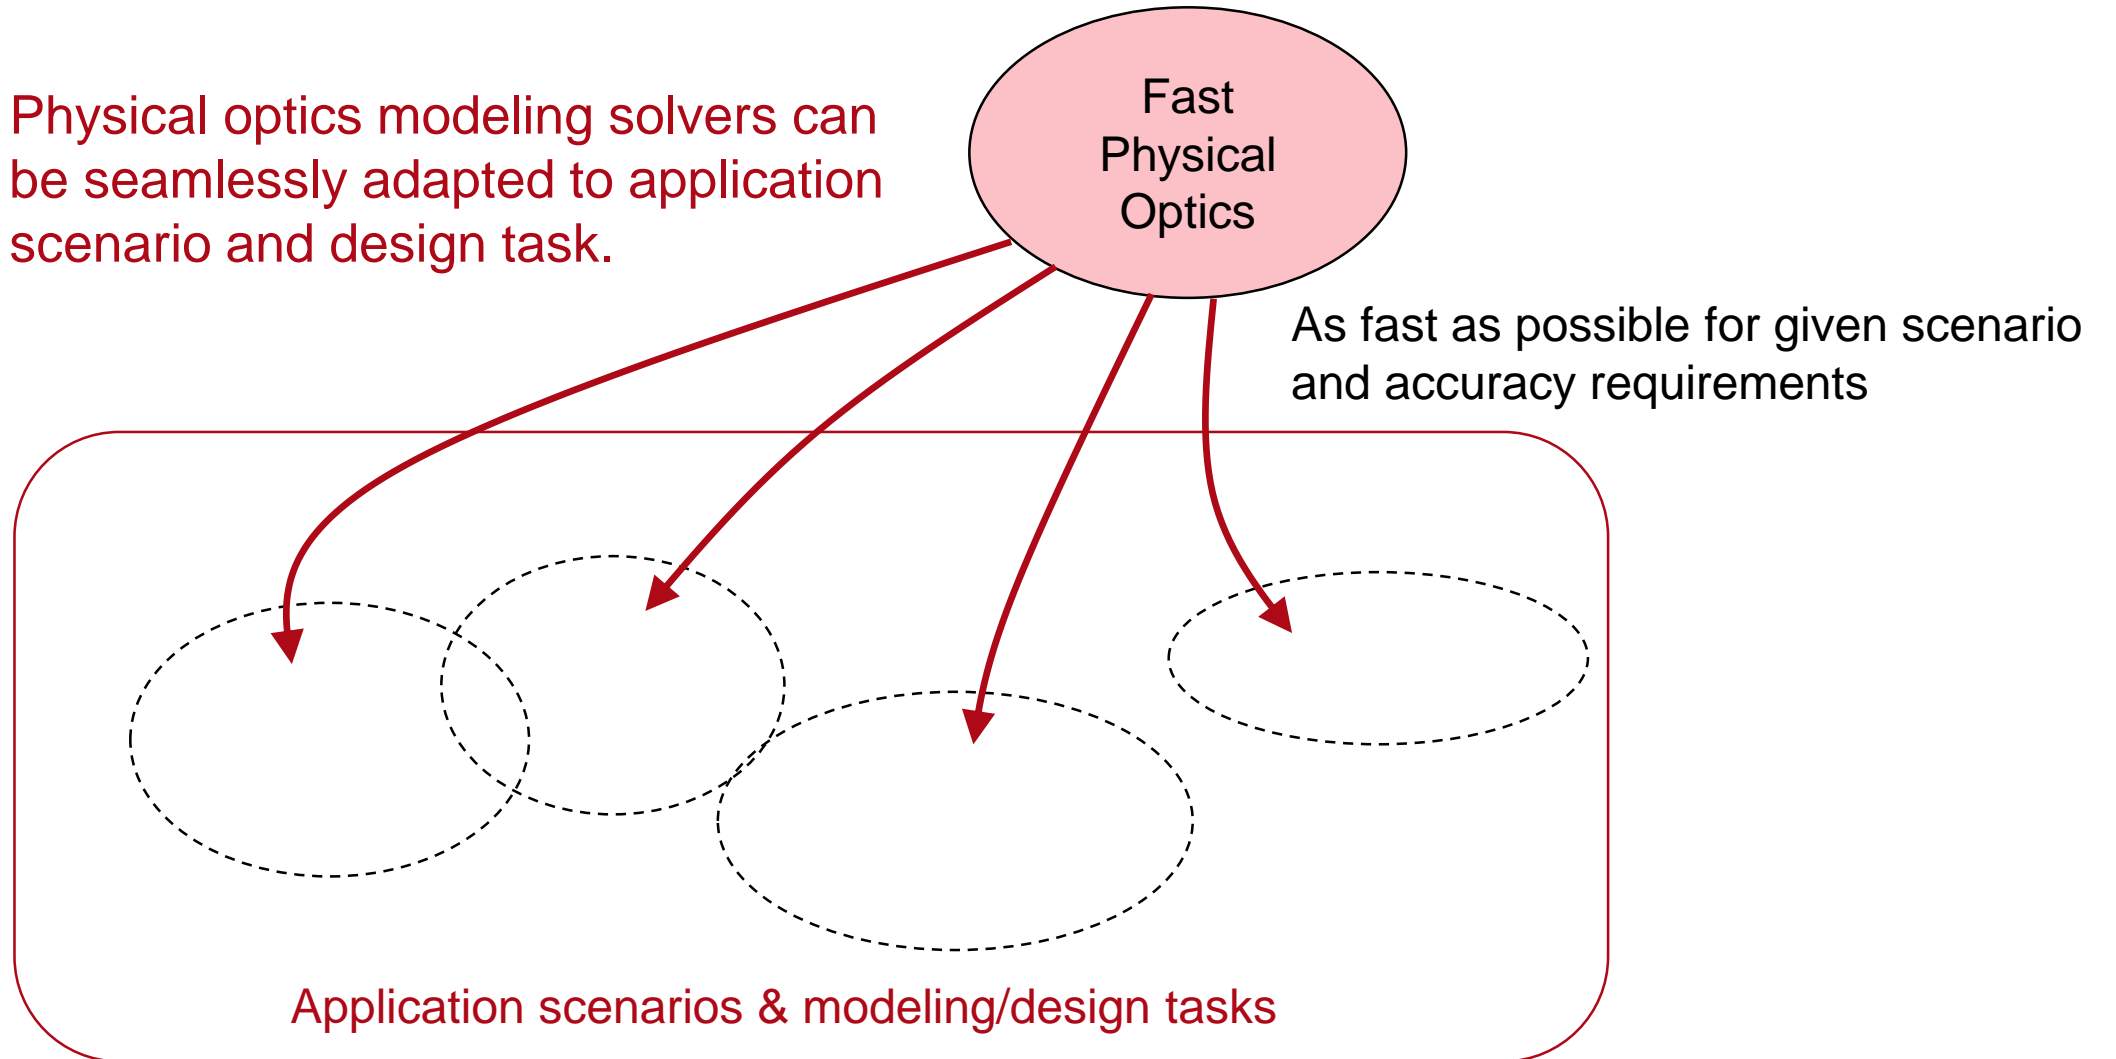 Physical optics modeling solvers can
be seamlessly adapted to application
scenario and design task.
Fast
Physical
Optics
As fast as possible for given scenario
and accuracy requirements
Application scenarios & modeling/design tasks